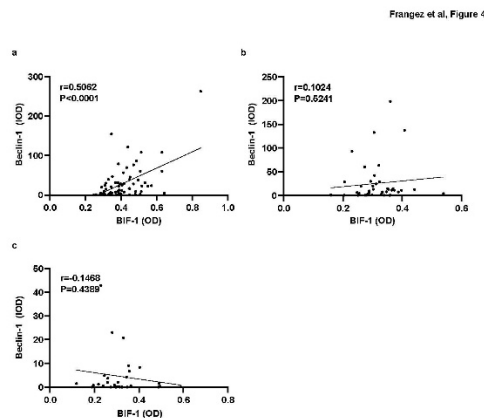 Frangez et al, Figure 4
a
r=0.5062
P<0.0001
Beclin-1 (IOD)
300
200
100
0
0.0 0.2 0.4 0.6 0.8 1.0
BIF-1 (OD)
b
r=0.1024
P=0.5241
Beclin-1 (IOD)
250
200
150
100
50
0
0.0 0.2 0.4 0.6
BIF-1 (OD)
c
r=-0.1468
P=0.4389
Beclin-1 (IOD)
50
40
30
20
10
0
0.0 0.2 0.4 0.6 0.8
BIF-1 (OD)